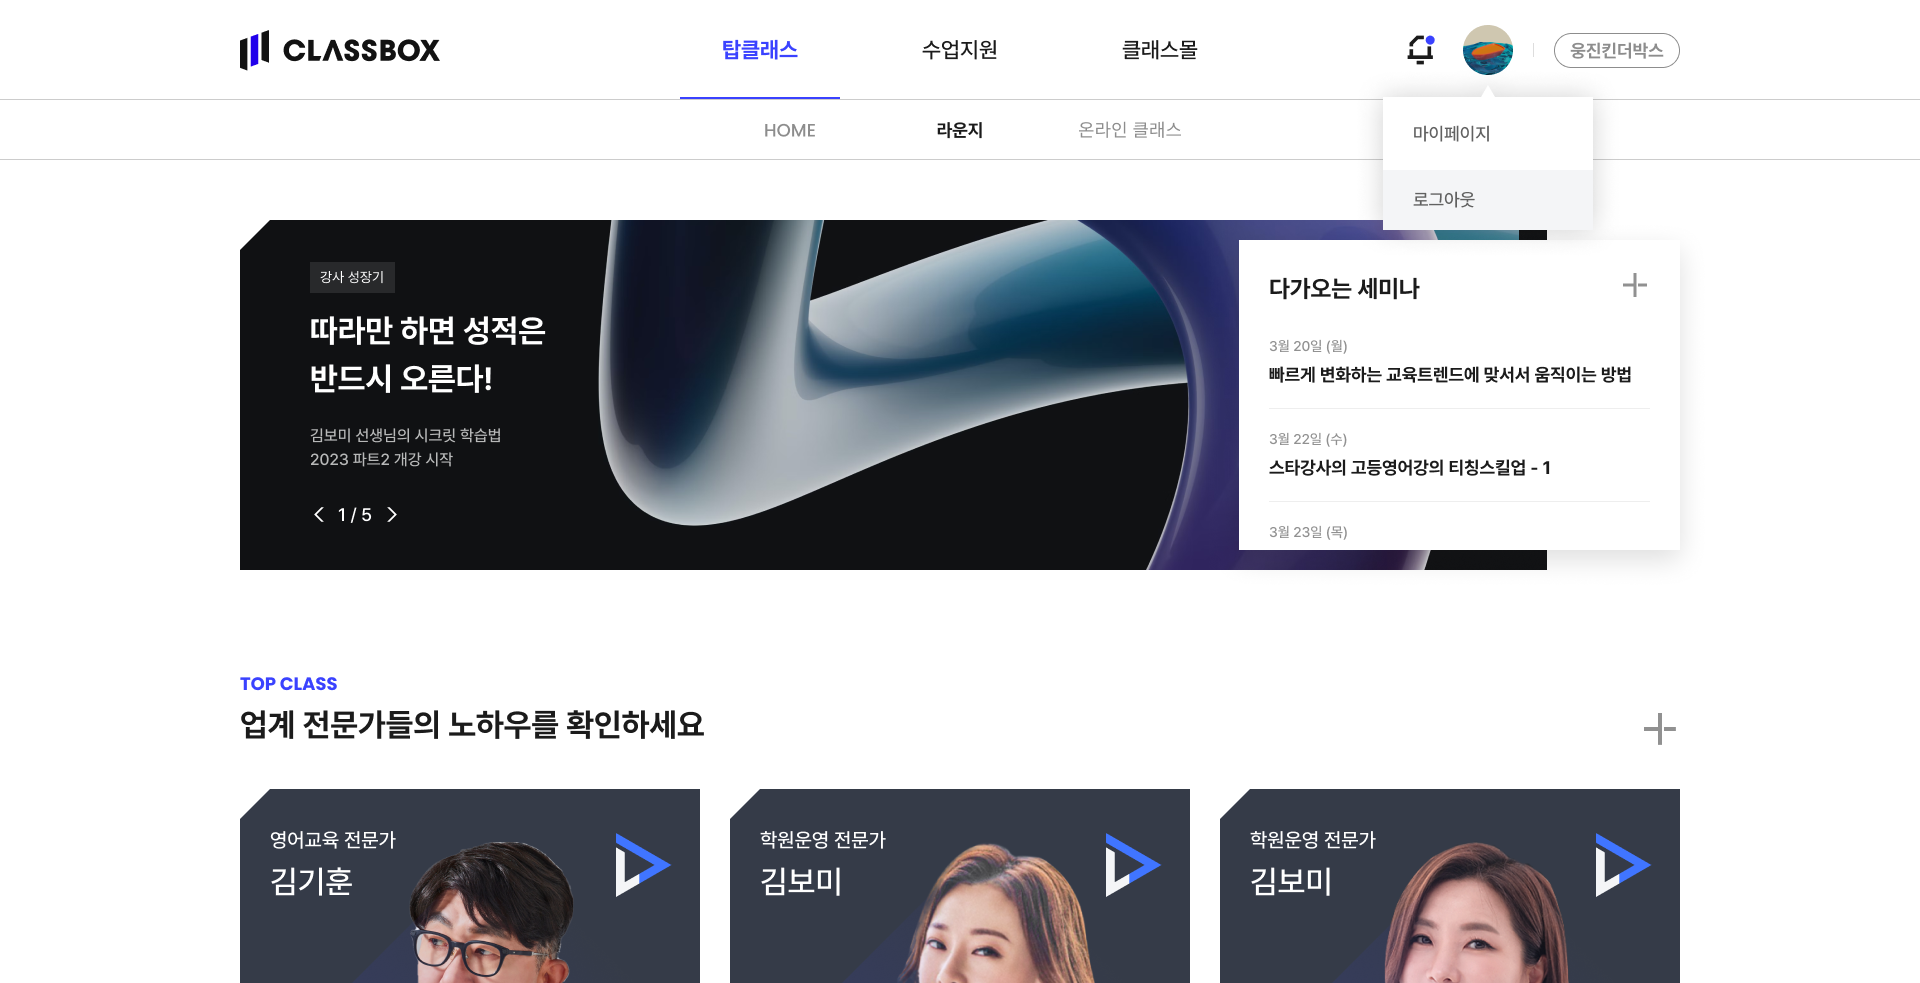 CLASSBOX
탑클래스
수업지원
클래스몰
웅진킨더박스
HOME
라운지
온라인 클래스
마이페이지
로그아웃
강사 성장기
따라만 하면 성적은
반드시 오른다!
김보미 선생님의 시크릿 학습법
2023 파트2 개강 시작
1 / 5
다가오는 세미나
3월 20일 (월)
빠르게 변화하는 교육트렌드에 맞서서 움직이는 방법
3월 22일 (수)
스타강사의 고등영어강의 티칭스킬업 - 1
3월 23일 (목)
TOP CLASS
업계 전문가들의 노하우를 확인하세요
영어교육 전문가
김기훈
학원운영 전문가
김보미
학원운영 전문가
김보미